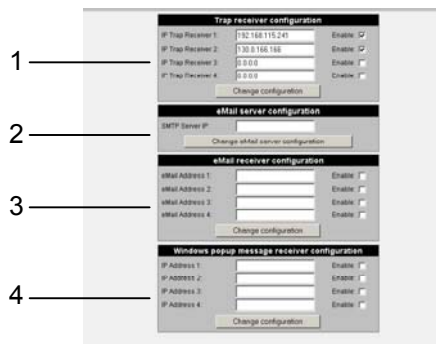 Trap receiver configuration
1
IP Trap Receiver 1: 192.168.115.241 Enable
IP Trap Receiver 2: 130.0.166.166 Enable
IP Trap Receiver 3: 0.0.0.0 Enable
IP Trap Receiver 4: 0.0.0.0 Enable
Change configuration
eMail server configuration
2
SMTP Server IP
Change eMail server configuration
eMail receiver configuration
3
eMail Address 1: Enable
eMail Address 2: Enable
eMail Address 3: Enable
eMail Address 4: Enable
Change configuration
Windows popup message receiver configuration
4
IP Address 1: Enable
IP Address 2: Enable
IP Address 3: Enable
IP Address 4: Enable
Change configuration